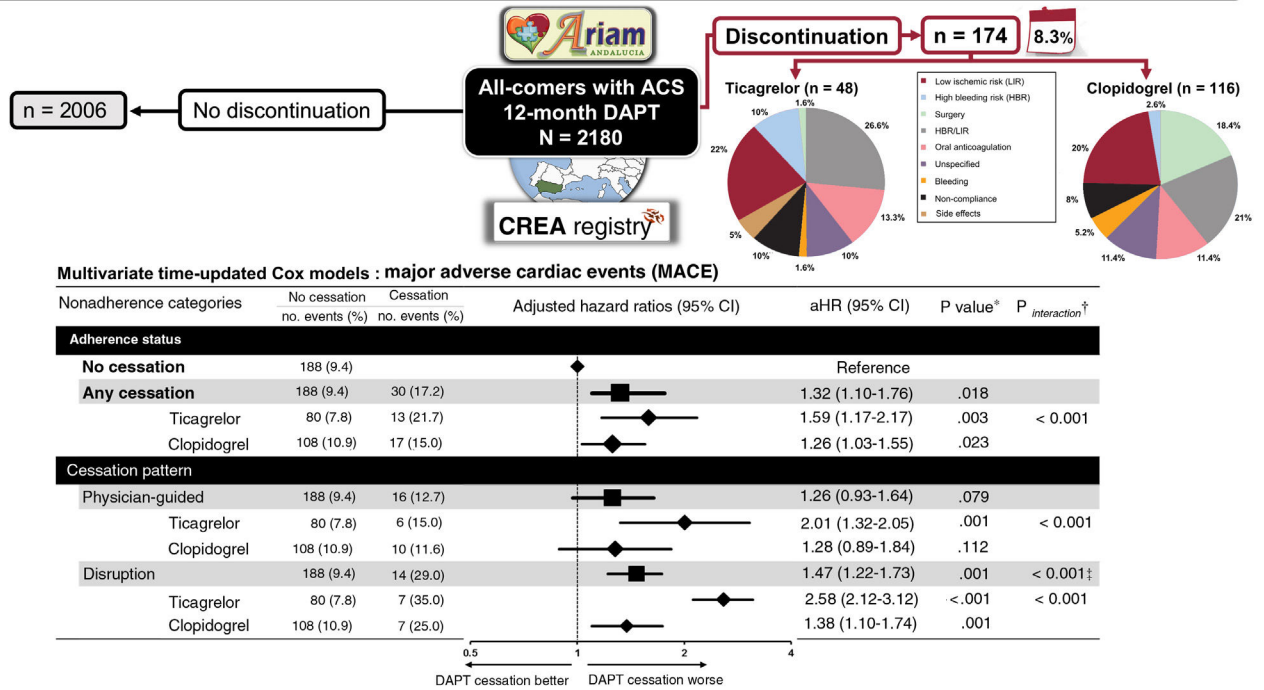 Ariam
ANDALUCIA
All-comers with ACS
12-month DAPT
N = 2180
No discontinuation
n = 2006
CREA registry
Discontinuation
n = 174
8.3%
Ticagrelor (n = 48)
1.6%
26.6%
13.3%
10%
1.6%
10%
5%
22%
10%
Low ischemic risk (LIR)
High bleeding risk (HBR)
Surgery
HBR/LIR
Oral anticoagulation
Unspecified
Bleeding
Non-compliance
Side effects
Clopidogrel (n = 116)
2.6%
18.4%
21%
11.4%
11.4%
5.2%
8%
20%
Multivariate time-updated Cox models : major adverse cardiac events (MACE)
Nonadherence categories No cessation no. events (%) Cessation no. events (%) Adjusted hazard ratios (95% CI) aHR (95% CI) P value* P interaction†
Adherence status
No cessation 188 (9.4) Reference
Any cessation 188 (9.4) 30 (17.2) 1.32 (1.10-1.76) .018
Ticagrelor 80 (7.8) 13 (21.7) 1.59 (1.17-2.17) .003 < 0.001
Clopidogrel 108 (10.9) 17 (15.0) 1.26 (1.03-1.55) .023
Cessation pattern
Physician-guided 188 (9.4) 16 (12.7) 1.26 (0.93-1.64) .079
Ticagrelor 80 (7.8) 6 (15.0) 2.01 (1.32-2.05) .001 < 0.001
Clopidogrel 108 (10.9) 10 (11.6) 1.28 (0.89-1.84) .112
Disruption 188 (9.4) 14 (29.0) 1.47 (1.22-1.73) .001 < 0.001‡
Ticagrelor 80 (7.8) 7 (35.0) 2.58 (2.12-3.12) <.001 < 0.001
Clopidogrel 108 (10.9) 7 (25.0) 1.38 (1.10-1.74) .001
0.5 1 2 4
DAPT cessation better DAPT cessation worse